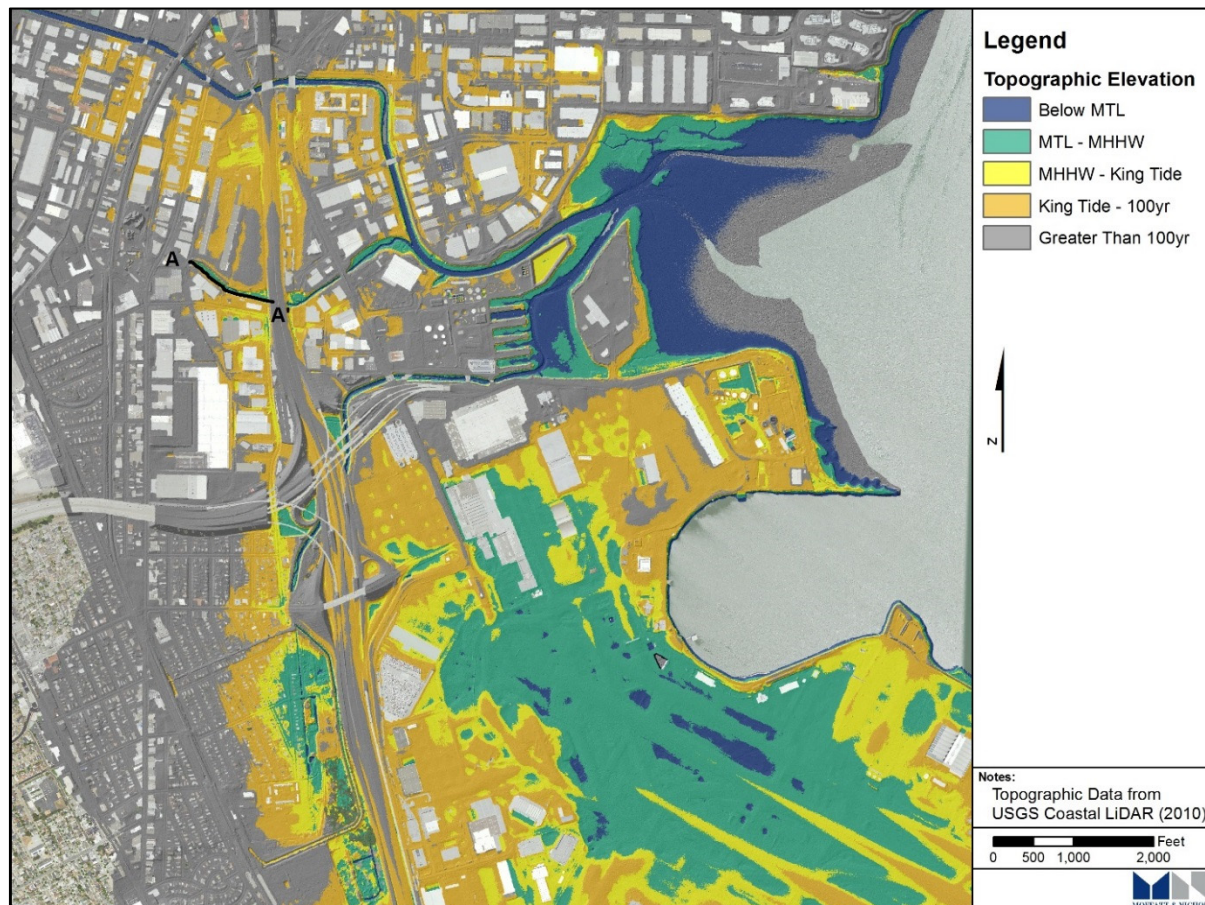 Legend
Topographic Elevation
Below MTL
MTL - MHHW
MHHW - King Tide
King Tide - 100yr
Greater Than 100yr
A
A'
N
Notes:
Topographic Data from
USGS Coastal LiDAR (2010)
Feet
0 500 1,000 2,000